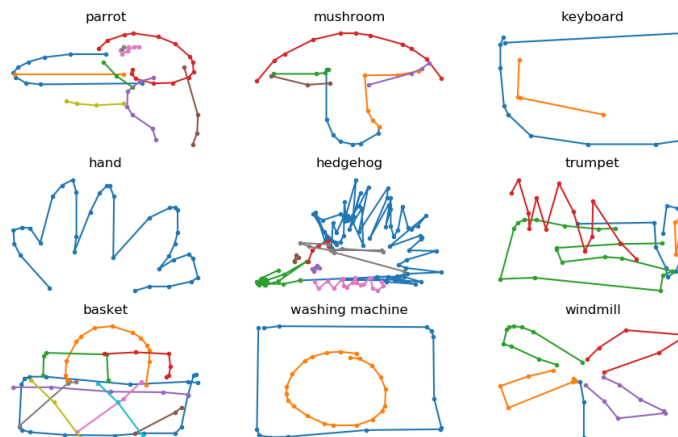 parrot
mushroom
keyboard
hand
hedgehog
trumpet
basket
washing machine
windmill